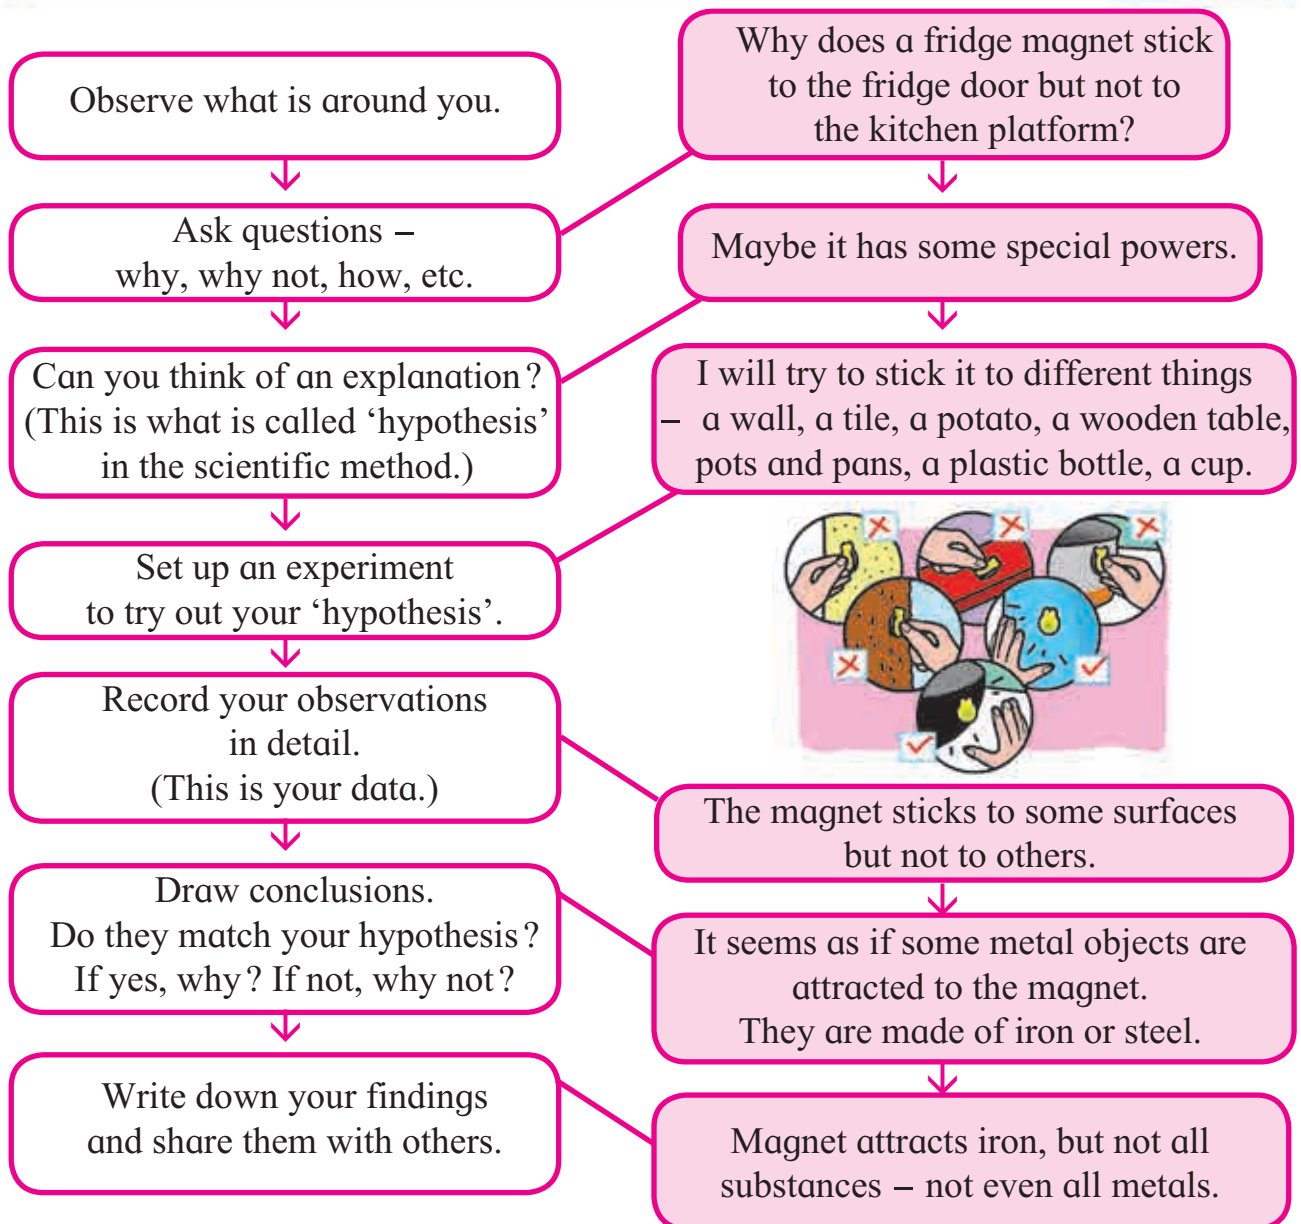 Observe what is around you.
Ask questions –
why, why not, how, etc.
Can you think of an explanation?
(This is what is called ‘hypothesis’
in the scientific method.)
Set up an experiment
to try out your ‘hypothesis’.
Record your observations
in detail.
(This is your data.)
Draw conclusions.
Do they match your hypothesis?
If yes, why? If not, why not?
Write down your findings
and share them with others.
Why does a fridge magnet stick
to the fridge door but not to
the kitchen platform?
Maybe it has some special powers.
I will try to stick it to different things
– a wall, a tile, a potato, a wooden table,
pots and pans, a plastic bottle, a cup.
The magnet sticks to some surfaces
but not to others.
It seems as if some metal objects are
attracted to the magnet.
They are made of iron or steel.
Magnet attracts iron, but not all
substances – not even all metals.